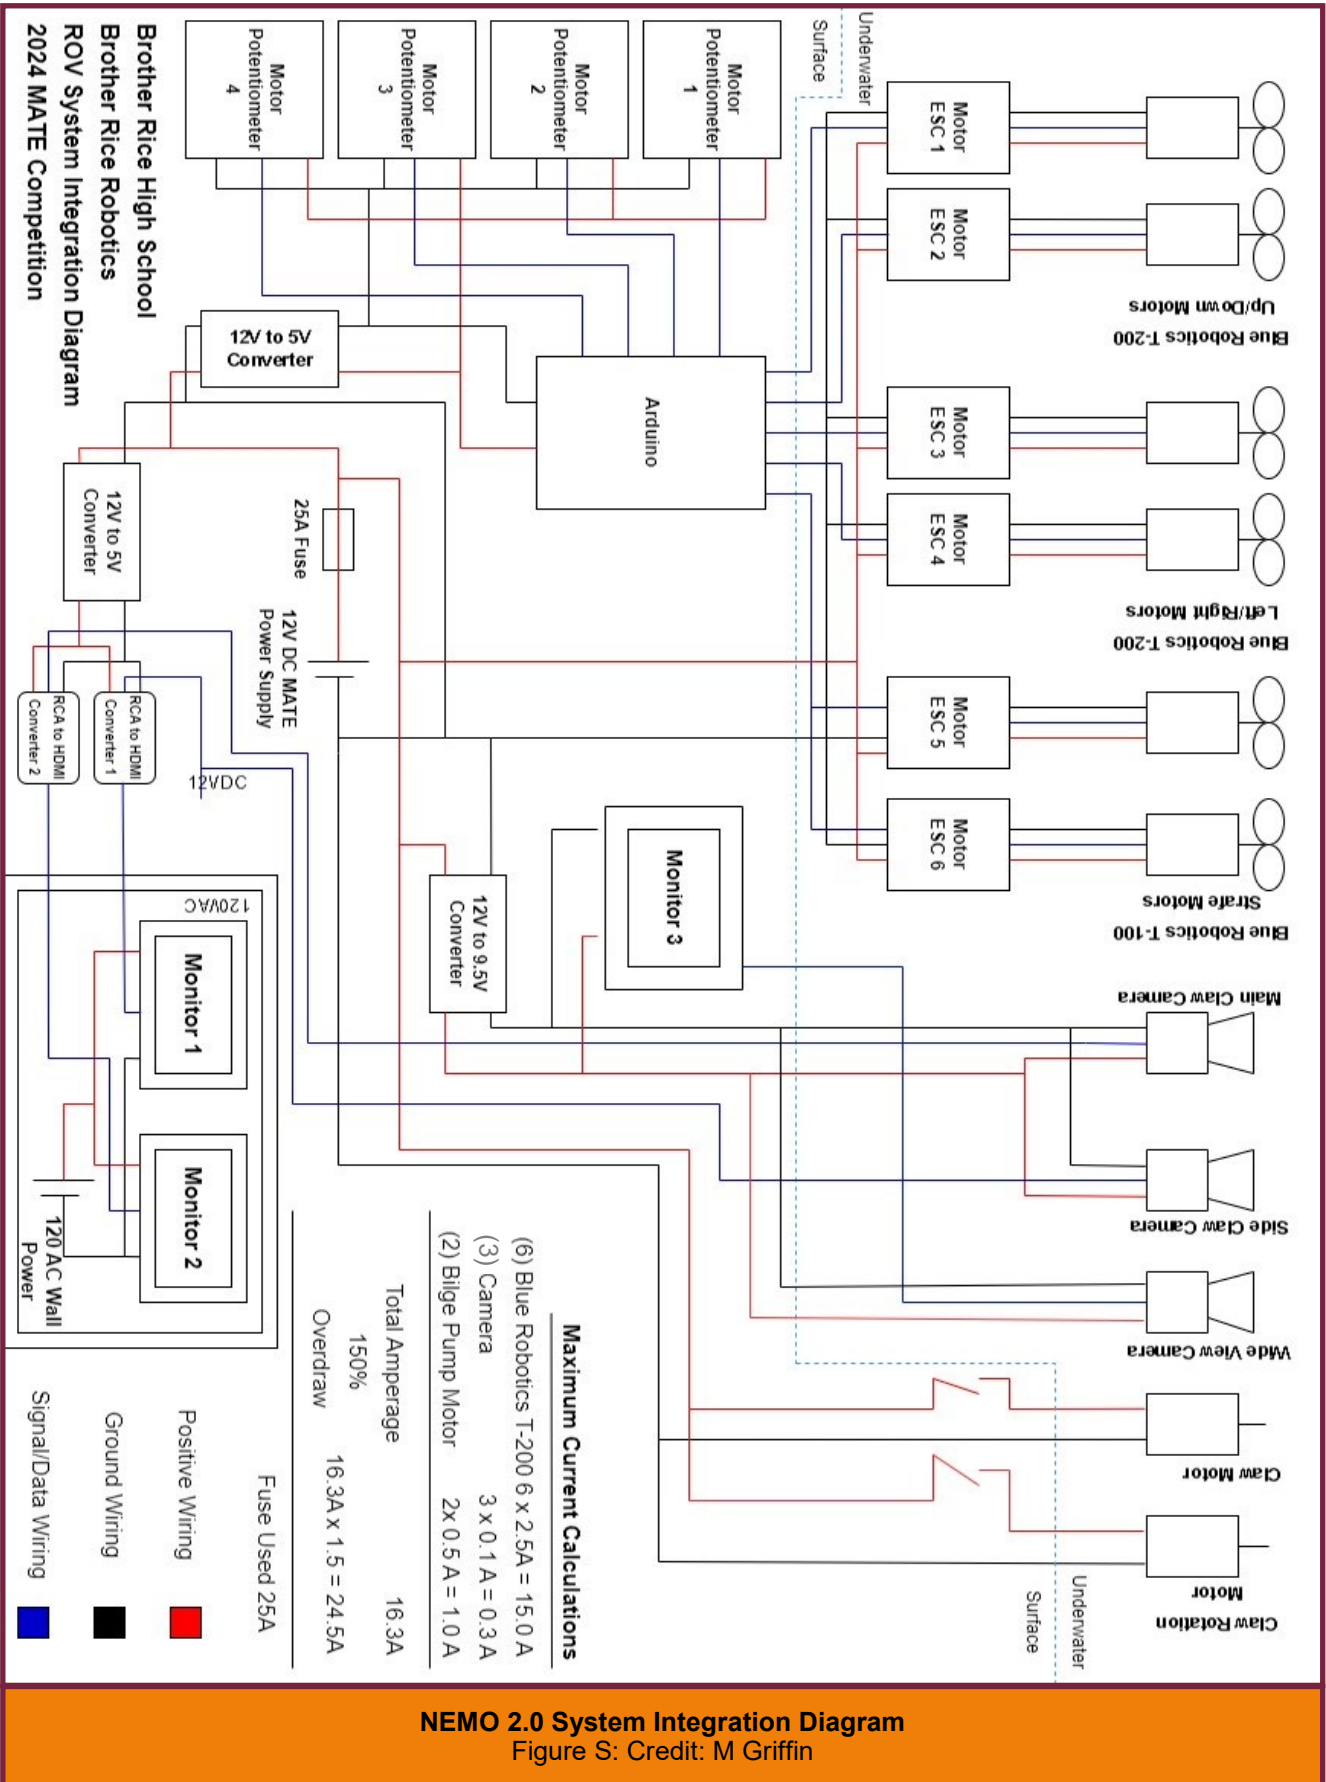 Brother Rice High School
Brother Rice Robotics
ROV System Integration Diagram
2024 MATE Competition
Motor
Potentiometer
4
Motor
Potentiometer
3
Motor
Potentiometer
2
Motor
Potentiometer
1
Surface
Underwater
Motor
ESC 1
Motor
ESC 2
Up/Down Motors
Blue Robotics T-200
Motor
ESC 3
Motor
ESC 4
Left/Right Motors
Blue Robotics T-200
Motor
ESC 5
Motor
ESC 6
Strafe Motors
Blue Robotics T-100
Main Claw Camera
Side Claw Camera
Wide View Camera
Claw Motor
Claw Rotation
Motor
Underwater
Surface
12V to 5V
Converter
Arduino
12V to 5V
Converter
25A Fuse
12V DC MATE
Power Supply
RCA to HDMI
Converter 2
RCA to HDMI
Converter 1
12VDC
12V to 9.5V
Converter
Monitor 3
120VAC
Monitor 1
Monitor 2
120 AC Wall
Power
Maximum Current Calculations
(6) Blue Robotics T-200 6 x 2.5A = 15.0 A
(3) Camera 3 x 0.1 A = 0.3 A
(2) Bilge Pump Motor 2x 0.5 A = 1.0 A
Total Amperage 16.3A
150%
Overdraw 16.3A x 1.5 = 24.5A
Fuse Used 25A
Positive Wiring
Ground Wiring
Signal/Data Wiring
NEMO 2.0 System Integration Diagram
Figure S: Credit: M Griffin